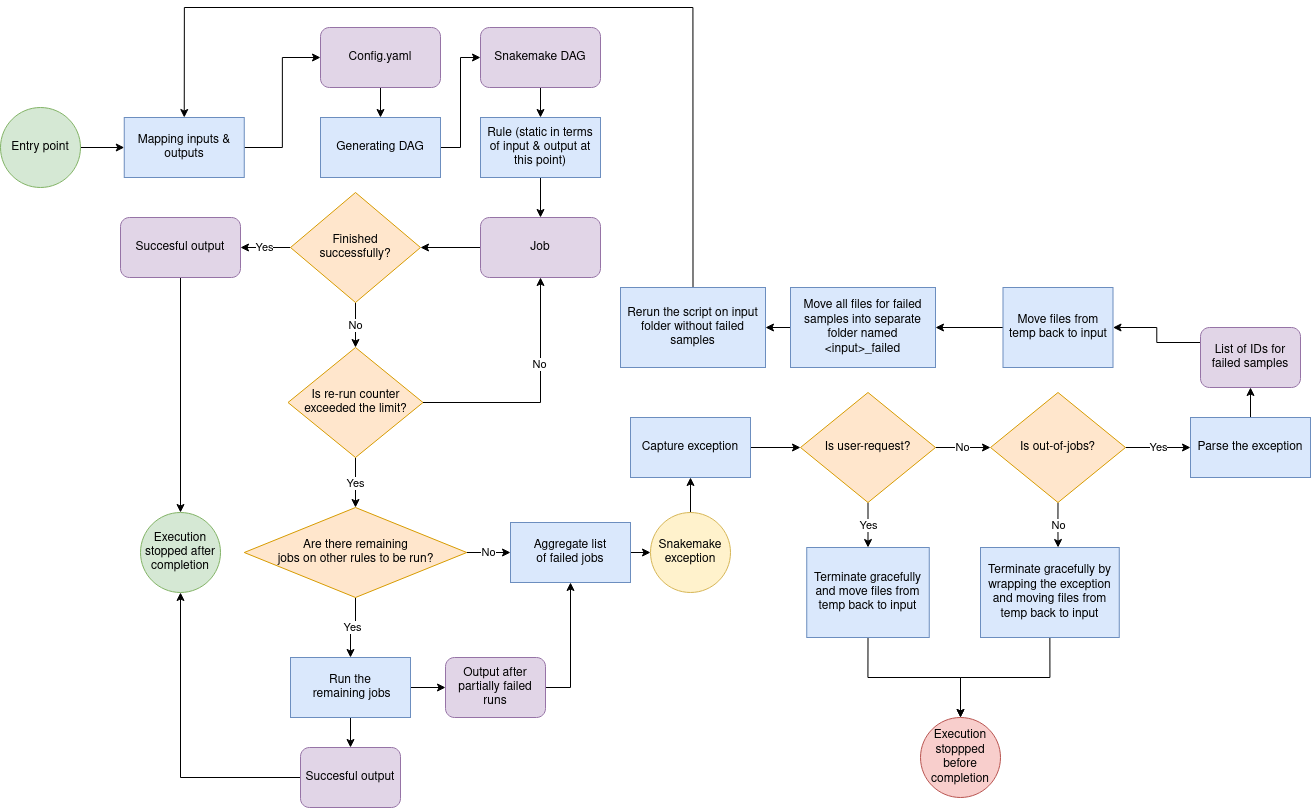 Config.yaml
Snakemake DAG
Entry point
Mapping inputs &
outputs
Generating DAG
Rule (static in terms
of input & output at
this point)
Succesful output
Yes
Finished
successfully?
Job
No
Is re-run counter
exceeded the limit?
No
Yes
Rerun the script on input
folder without failed
samples
Move all files for failed
samples into separate
folder named
<input>_failed
Move files from
temp back to input
List of IDs for
failed samples
Capture exception
Is user-request?
No
Is out-of-jobs?
Yes
Parse the exception
Execution
stopped after
completion
Are there remaining
jobs on other rules to be run?
No
Aggregate list
of failed jobs
Snakemake
exception
Yes
No
Terminate gracefully
and move files from
temp back to input
Terminate gracefully by
wrapping the exception
and moving files from
temp back to input
Yes
Run the
remaining jobs
Output after
partially failed
runs
Succesful output
Execution
stoppped
before
completion